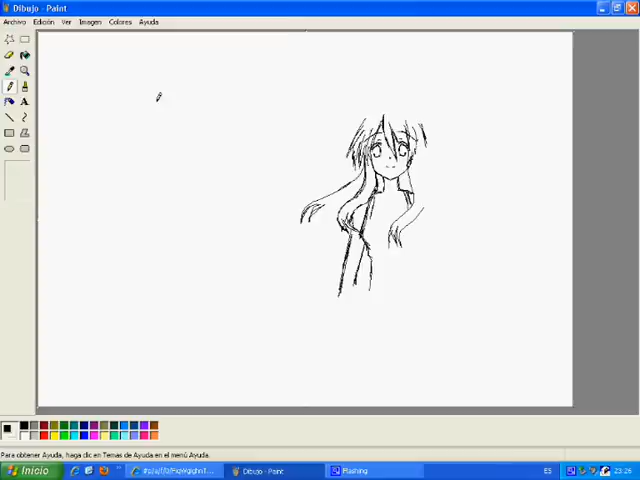 Dibujo - Paint
Archivo Edición Ver Imagen Colores Ayuda
A
Para obtener Ayuda, haga clic en Temas de Ayuda en el menú Ayuda.
Inicio
Dibujo - Paint
Flashing
ES
23:26